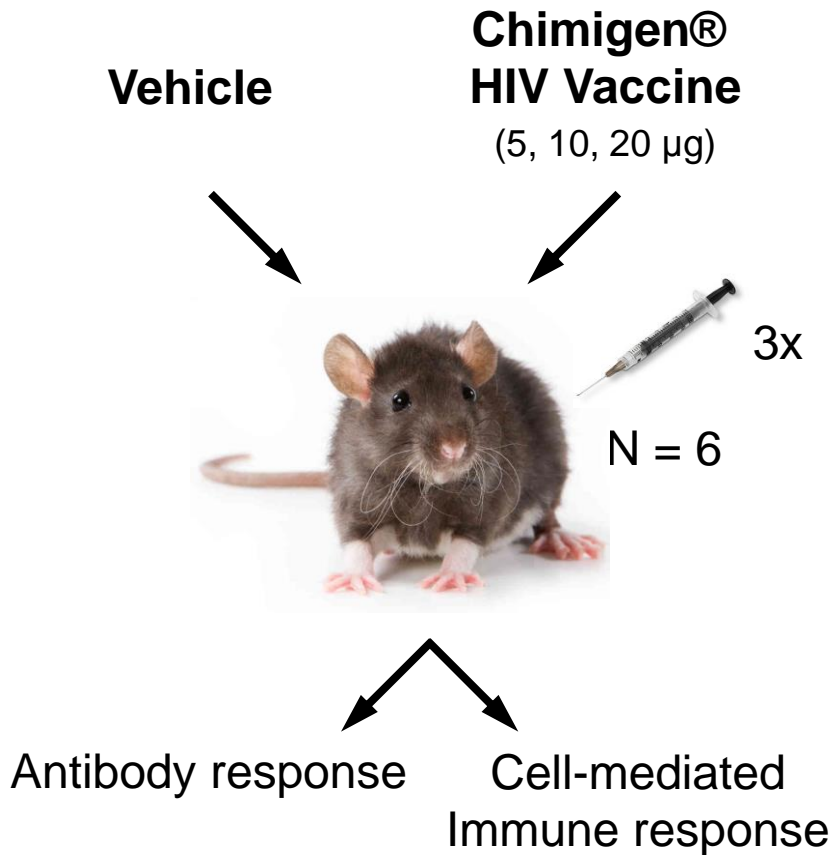 Vehicle
Chimigen®
HIV Vaccine
(5, 10, 20 µg)
3x
N = 6
Antibody response
Cell-mediated
Immune response